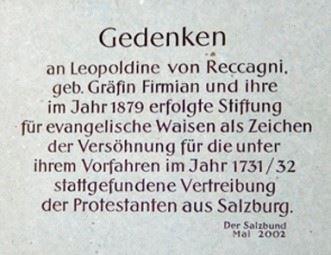 Gedenken
an Leopoldine von Reccagni,
geb. Gräfin Firmian und ihre
im Jahr 1879 erfolgte Stiftung
für evangelische Waisen als Zeichen
der Versöhnung für die unter
ihrem Vorfahren im Jahr 1731/32
stattgefundene Vertreibung
der Protestanten aus Salzburg.
Der Salzbund
Mai 2002